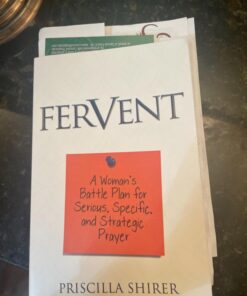 FERVENT
A Woman's
Battle Plan for
Serious, Specific,
and Strategic
Prayer
PRISCILLA SHIRER